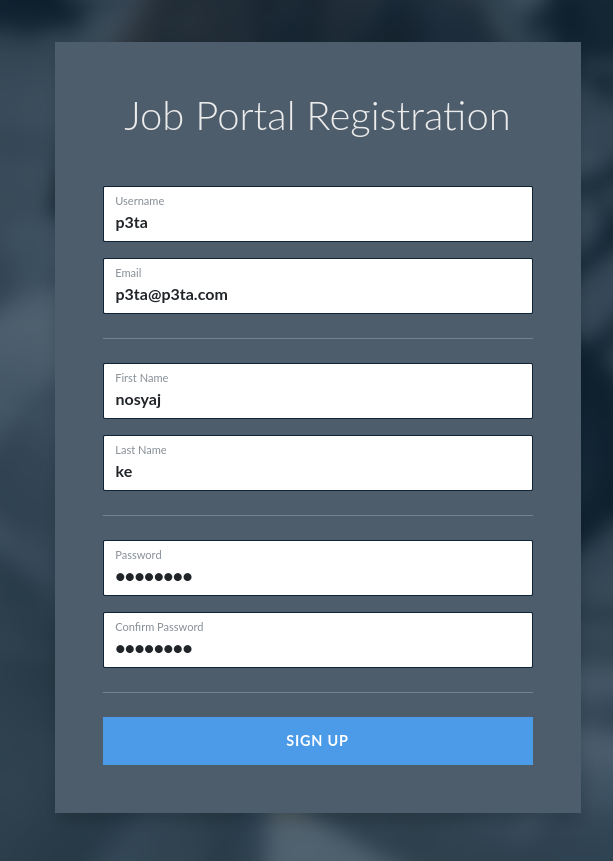 Job Portal Registration
Username
p3ta
Email
p3ta@p3ta.com
First Name
nosyaj
Last Name
ke
Password
●●●●●●●●
Confirm Password
●●●●●●●●
SIGN UP